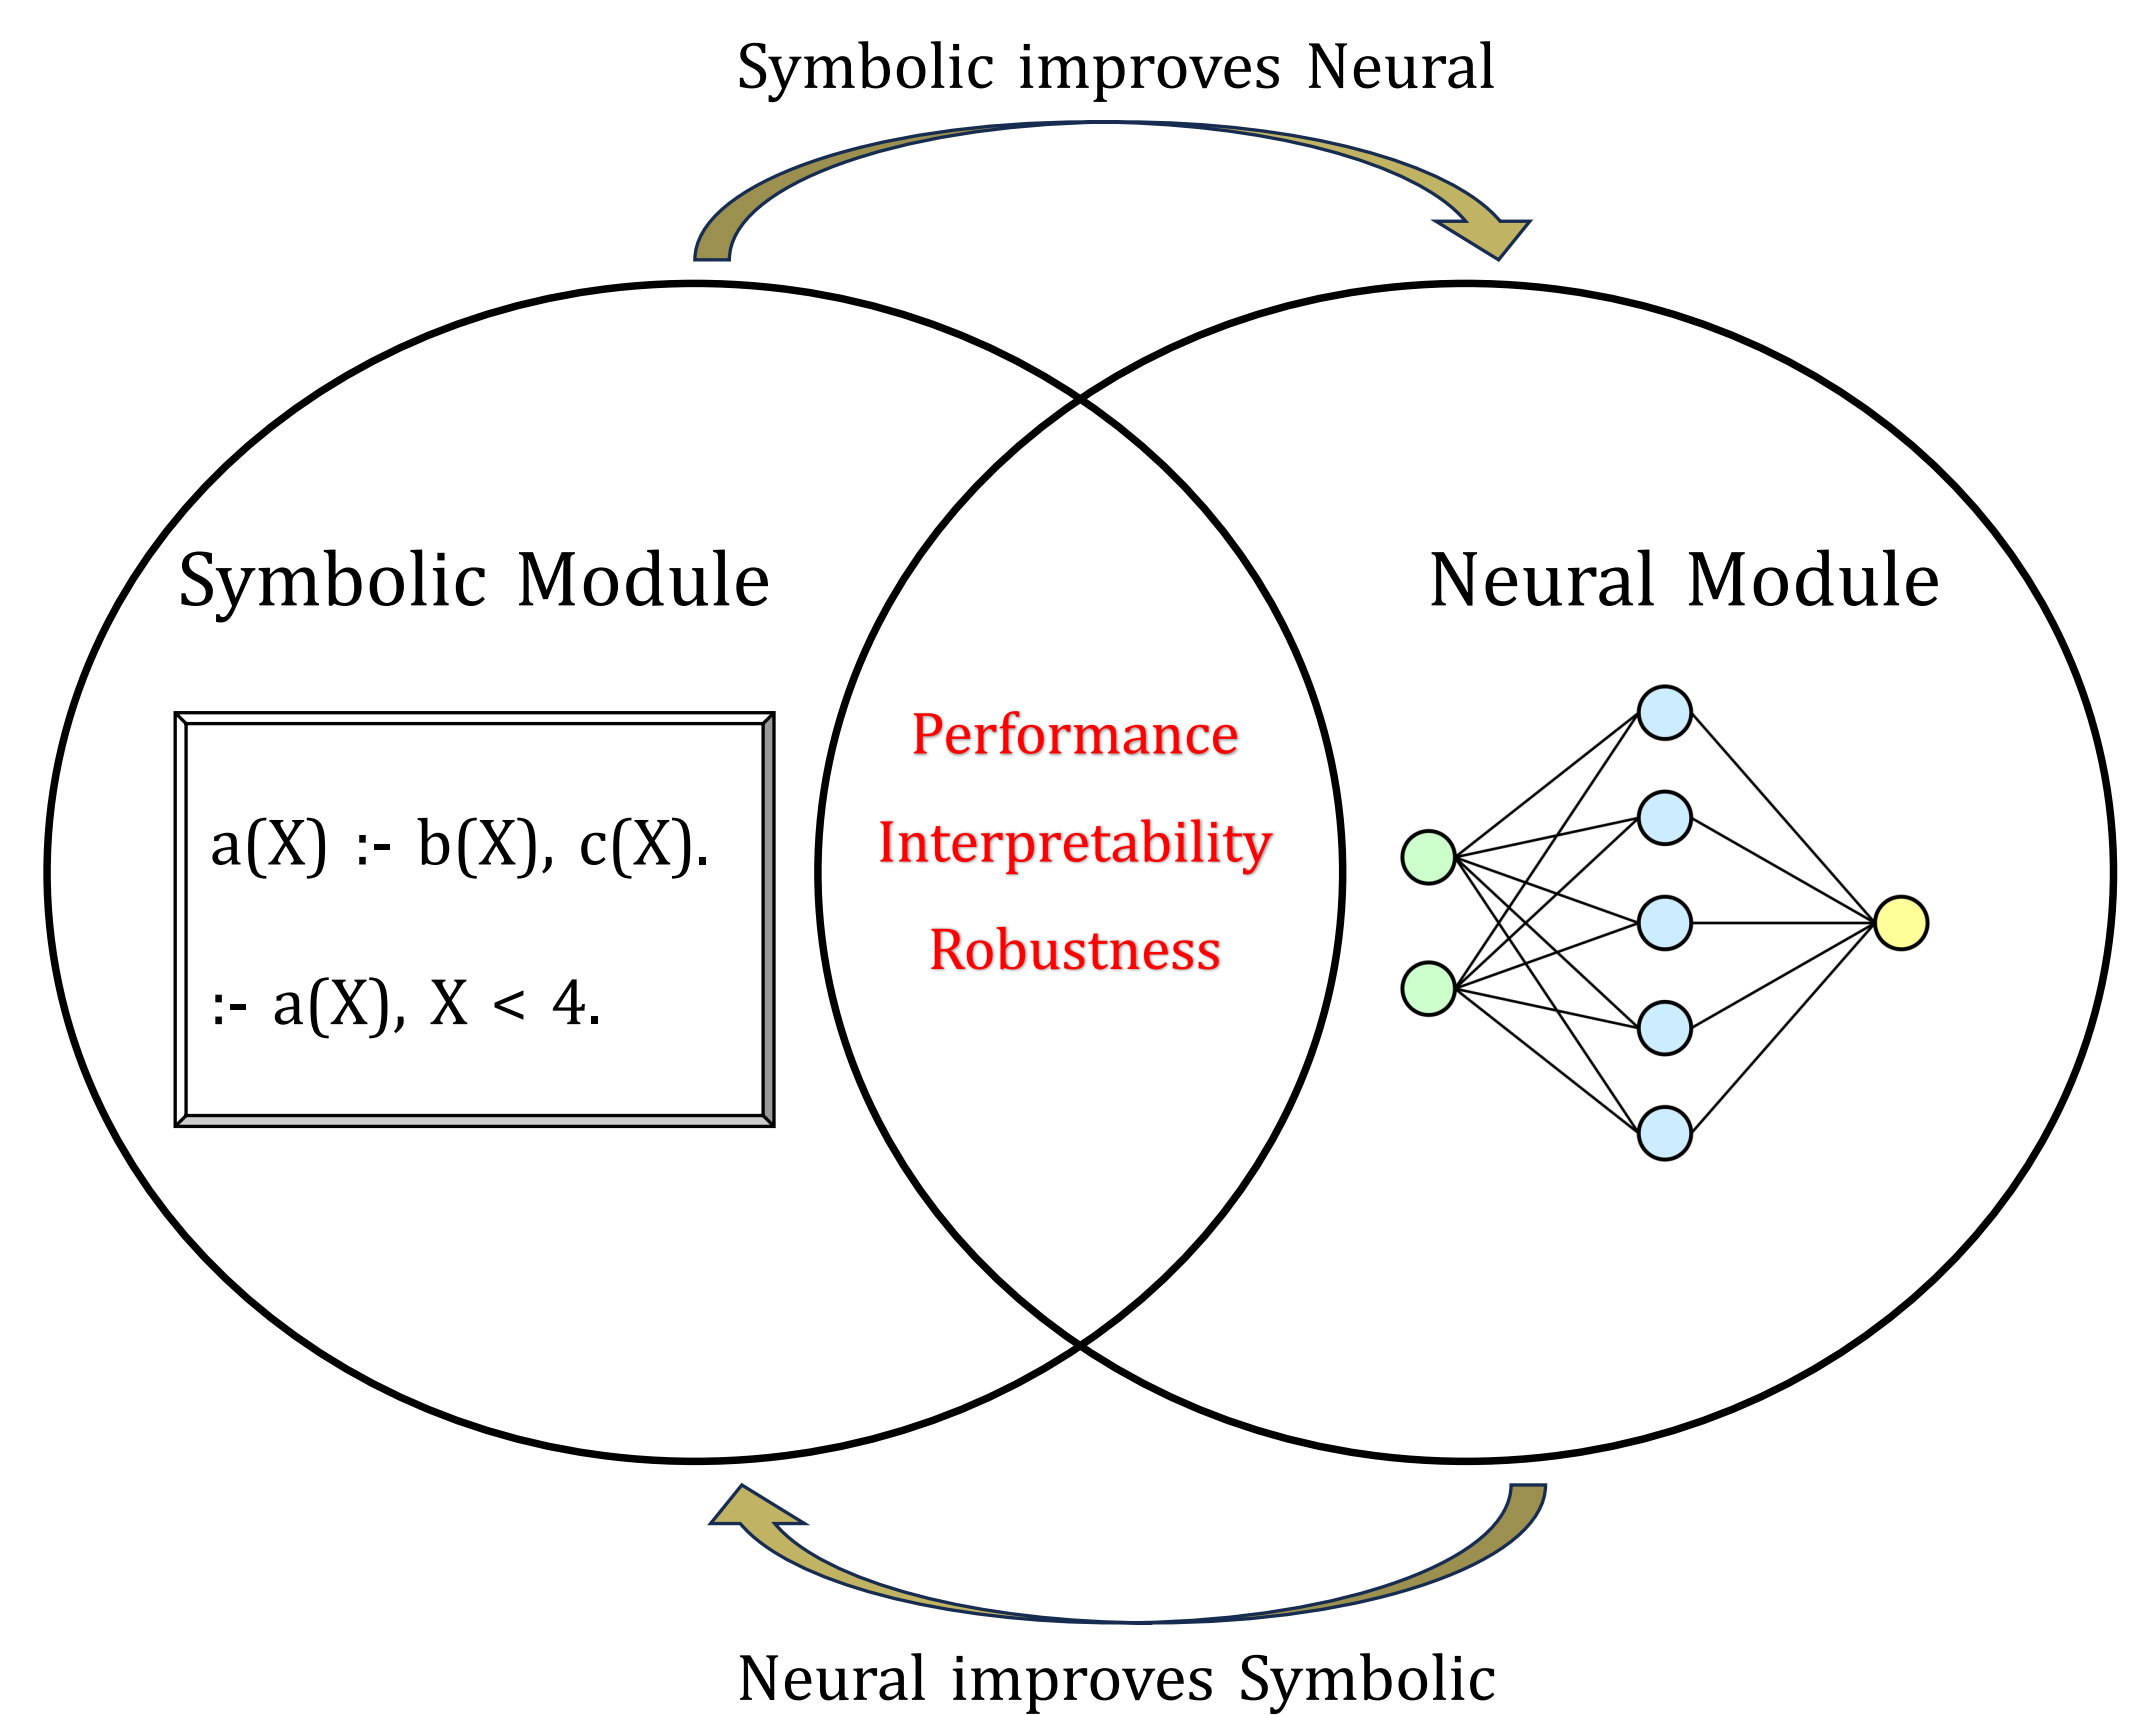 Symbolic improves Neural
Symbolic Module
Neural Module
a(X) :- b(X), c(X).
:- a(X), X < 4.
Performance
Interpretability
Robustness
Neural improves Symbolic